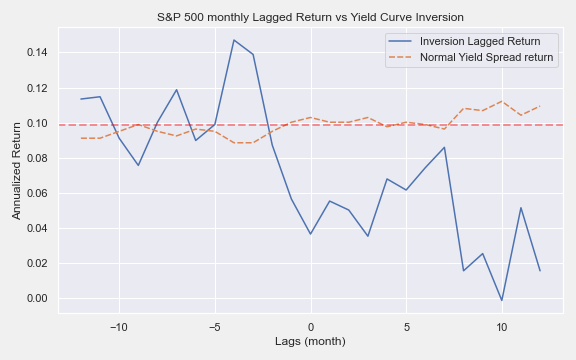 S&P 500 monthly Lagged Return vs Yield Curve Inversion
Inversion Lagged Return
Normal Yield Spread return
Annualized Return
0.14
0.12
0.10
0.08
0.06
0.04
0.02
0.00
−10
−5
0
5
10
Lags (month)